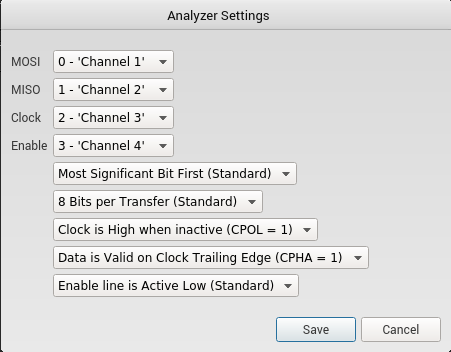 Analyzer Settings
MOSI 0 - 'Channel 1'
MISO 1 - 'Channel 2'
Clock 2 - 'Channel 3'
Enable 3 - 'Channel 4'
Most Significant Bit First (Standard)
8 Bits per Transfer (Standard)
Clock is High when inactive (CPOL = 1)
Data is Valid on Clock Trailing Edge (CPHA = 1)
Enable line is Active Low (Standard)
Save Cancel